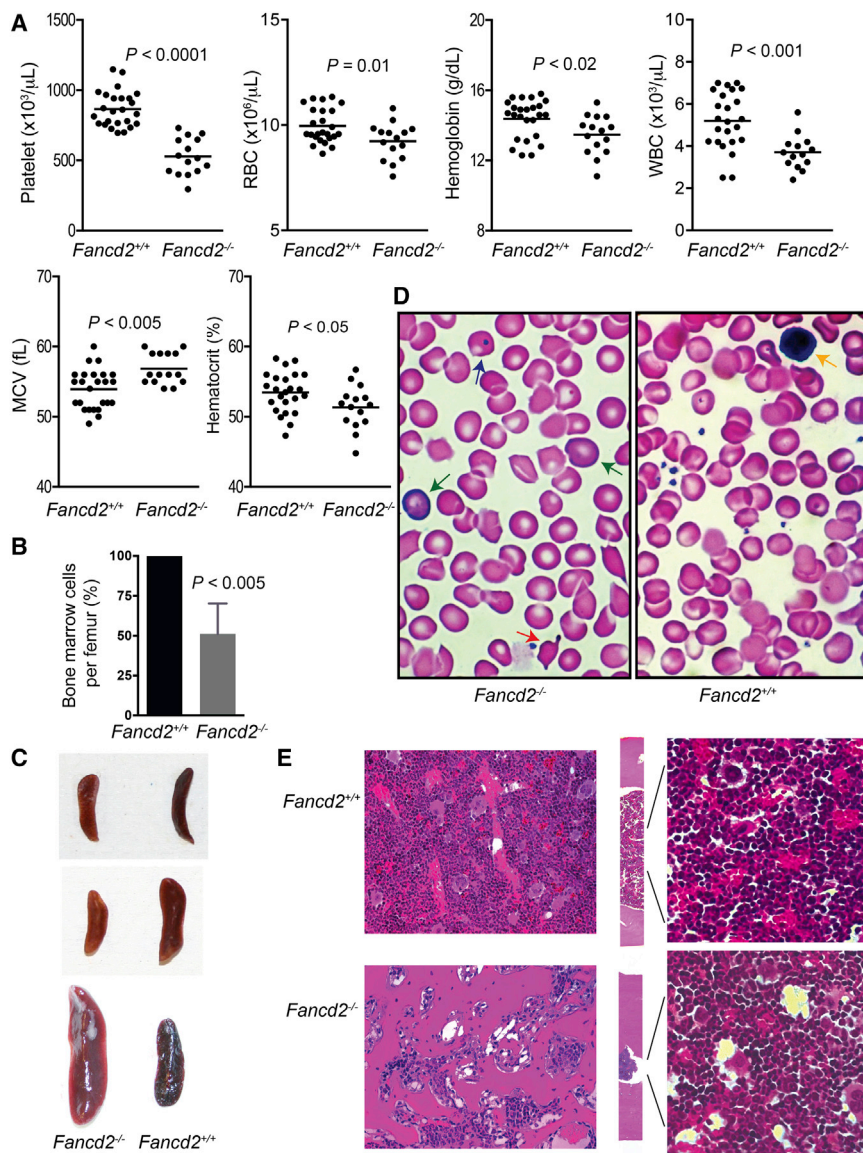 A
Platelet (x10³/µL)
1500
1000
500
0
P < 0.0001
Fancd2+/+ Fancd2-/-
RBC (x10⁶/µL)
15
10
5
P = 0.01
Fancd2+/+ Fancd2-/-
Hemoglobin (g/dL)
20
16
12
8
P < 0.02
Fancd2+/+ Fancd2-/-
WBC (x10³/µL)
10
8
6
4
2
0
P < 0.001
Fancd2+/+ Fancd2-/-
MCV (fL)
70
60
50
40
P < 0.005
Fancd2+/+ Fancd2-/-
Hematocrit (%)
70
60
50
40
P < 0.05
Fancd2+/+ Fancd2-/-
D
Fancd2-/-
Fancd2+/+
B
Bone marrow cells
per femur (%)
100
75
50
25
0
P < 0.005
Fancd2+/+ Fancd2-/-
C
Fancd2-/- Fancd2+/+
E
Fancd2+/+
Fancd2-/-